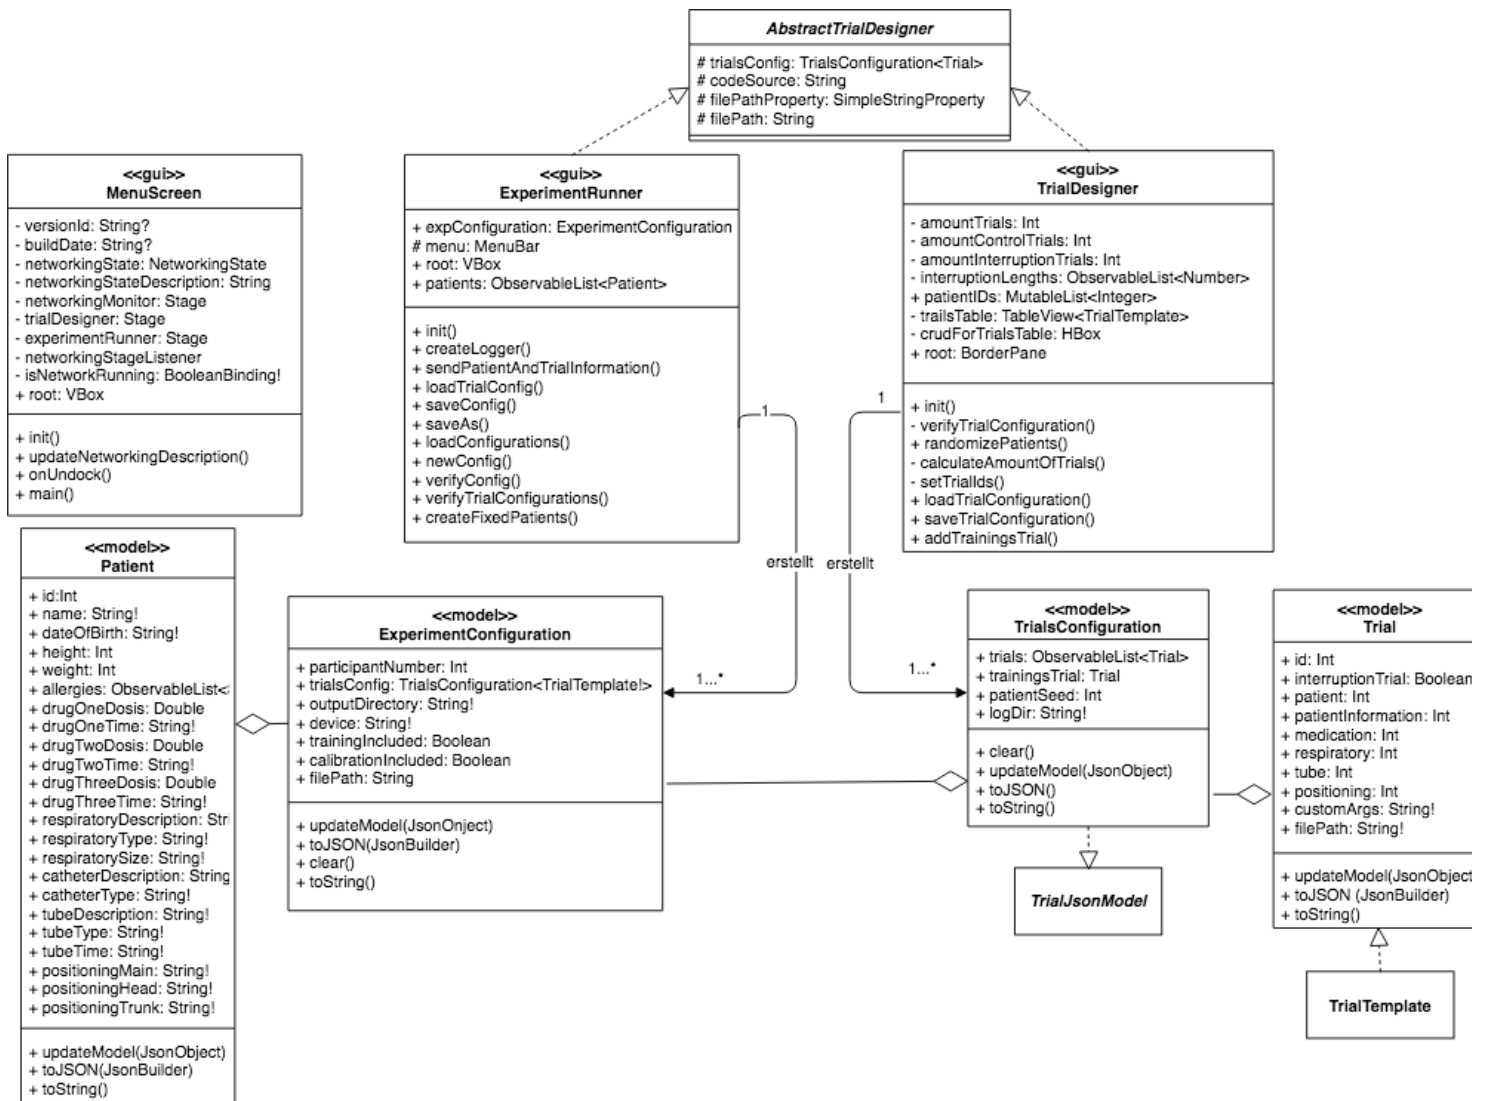 AbstractTrialDesigner
# trialsConfig: TrialsConfiguration<Trial>
# codeSource: String
# filePathProperty: SimpleStringProperty
# filePath: String
<<gui>>
MenuScreen
- versionId: String?
- buildDate: String?
- networkingState: NetworkingState
- networkingStateDescription: String
- networkingMonitor: Stage
- trialDesigner: Stage
- experimentRunner: Stage
- networkingStageListener
- isNetworkRunning: BooleanBinding!
+ root: VBox
+ init()
+ updateNetworkingDescription()
+ onUndock()
+ main()
<<gui>>
ExperimentRunner
+ expConfiguration: ExperimentConfiguration
# menu: MenuBar
+ root: VBox
+ patients: ObservableList<Patient>
+ init()
+ createLogger()
+ sendPatientAndTrialInformation()
+ loadTrialConfig()
+ saveConfig()
+ saveAs()
+ loadConfigurations()
+ newConfig()
+ verifyConfig()
+ verifyTrialConfigurations()
+ createFixedPatients()
<<gui>>
TrialDesigner
- amountTrials: Int
- amountControlTrials: Int
- amountInterruptionTrials: Int
- interruptionLengths: ObservableList<Number>
+ patientIDs: MutableList<Integer>
- trailsTable: TableView<TrialTemplate>
- crudForTrialsTable: HBox
+ root: BorderPane
+ init()
- verifyTrialConfiguration()
+ randomizePatients()
- calculateAmountOfTrials()
- setTrialIds()
+ loadTrialConfiguration()
+ saveTrialConfiguration()
+ addTrainingsTrial()
1
1
erstellt
erstellt
1...*
1...*
<<model>>
Patient
+ id:Int
+ name: String!
+ dateOfBirth: String!
+ height: Int
+ weight: Int
+ allergies: ObservableList<
+ drugOneDosis: Double
+ drugOneTime: String!
+ drugTwoDosis: Double
+ drugTwoTime: String!
+ drugThreeDosis: Double
+ drugThreeTime: String!
+ respiratoryDescription: Stri
+ respiratoryType: String!
+ respiratorySize: String!
+ catheterDescription: String
+ catheterType: String!
+ tubeDescription: String!
+ tubeType: String!
+ tubeTime: String!
+ positioningMain: String!
+ positioningHead: String!
+ positioningTrunk: String!
+ updateModel(JsonObject)
+ toJSON(JsonBuilder)
+ toString()
<<model>>
ExperimentConfiguration
+ participantNumber: Int
+ trialsConfig: TrialsConfiguration<TrialTemplate!>
+ outputDirectory: String!
+ device: String!
+ trainingIncluded: Boolean
+ calibrationIncluded: Boolean
+ filePath: String
+ updateModel(JsonOnject)
+ toJSON(JsonBuilder)
+ clear()
+ toString()
<<model>>
TrialsConfiguration
+ trials: ObservableList<Trial>
+ trainingsTrial: Trial
+ patientSeed: Int
+ logDir: String!
+ clear()
+ updateModel(JsonObject)
+ toJSON()
+ toString()
TrialJsonModel
<<model>>
Trial
+ id: Int
+ interruptionTrial: Boolean
+ patient: Int
+ patientInformation: Int
+ medication: Int
+ respiratory: Int
+ tube: Int
+ positioning: Int
+ customArgs: String!
+ filePath: String!
+ updateModel(JsonObject
+ toJSON (JsonBuilder)
+ toString()
TrialTemplate